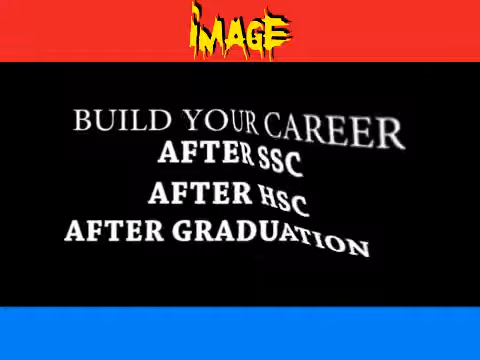 IMAGE
BUILD YOUR CAREER
AFTER SSC
AFTER HSC
AFTER GRADUATION